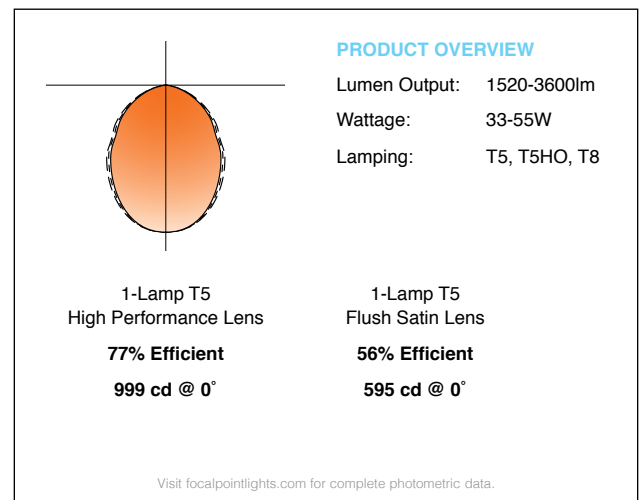 PRODUCT OVERVIEW
Lumen Output: 1520-3600lm
Wattage: 33-55W
Lamping: T5, T5HO, T8
1-Lamp T5
High Performance Lens
77% Efficient
999 cd @ 0°
1-Lamp T5
Flush Satin Lens
56% Efficient
595 cd @ 0°
Visit focalpointlights.com for complete photometric data.